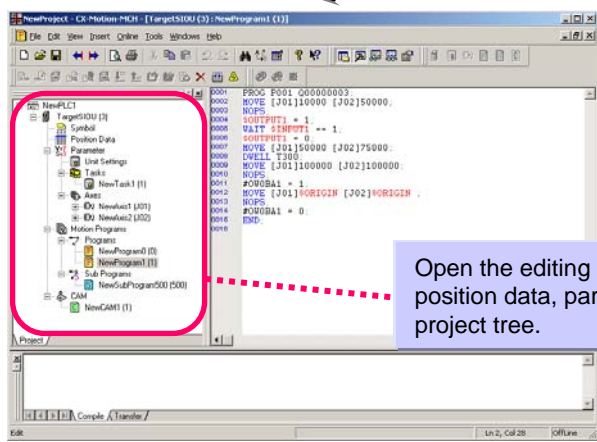 NewProject - CX-Motion-MCH - [TargetSIOU (3) : NewProgram1 (1)]
File Edit View Insert Online Tools Windows Help
NewPLC1
TargetSIOU (3)
Symbol
Position Data
Parameter
Unit Settings
Tasks
NewTask1 (1)
Axes
NewAxis1 (J01)
NewAxis2 (J02)
Motion Programs
Programs
NewProgram0 (0)
NewProgram1 (1)
Sub Programs
NewSubProgram500 (500)
CAM
NewCAM1 (1)
Project
0001 PROG P001 Q00000003;
0002 MOVE [J01]10000 [J02]50000;
0003 NOPS;
0004 $OUTPUT1 = 1;
0005 WAIT $INPUT1 == 1;
0006 $OUTPUT1 = 0;
0007 MOVE [J01]50000 [J02]75000;
0008 DWELL T300;
0009 MOVE [J01]100000 [J02]100000;
0010 NOPS;
0011 #OW0BA1 = 1;
0012 MOVE [J01]$ORIGIN [J02]$ORIGIN ;
0013 NOPS;
0014 #OW0BA1 = 0;
0015 END;
0016
Open the editing
position data, par
project tree.
Compile Transfer
Edit Ln 2, Col 28 OffLine